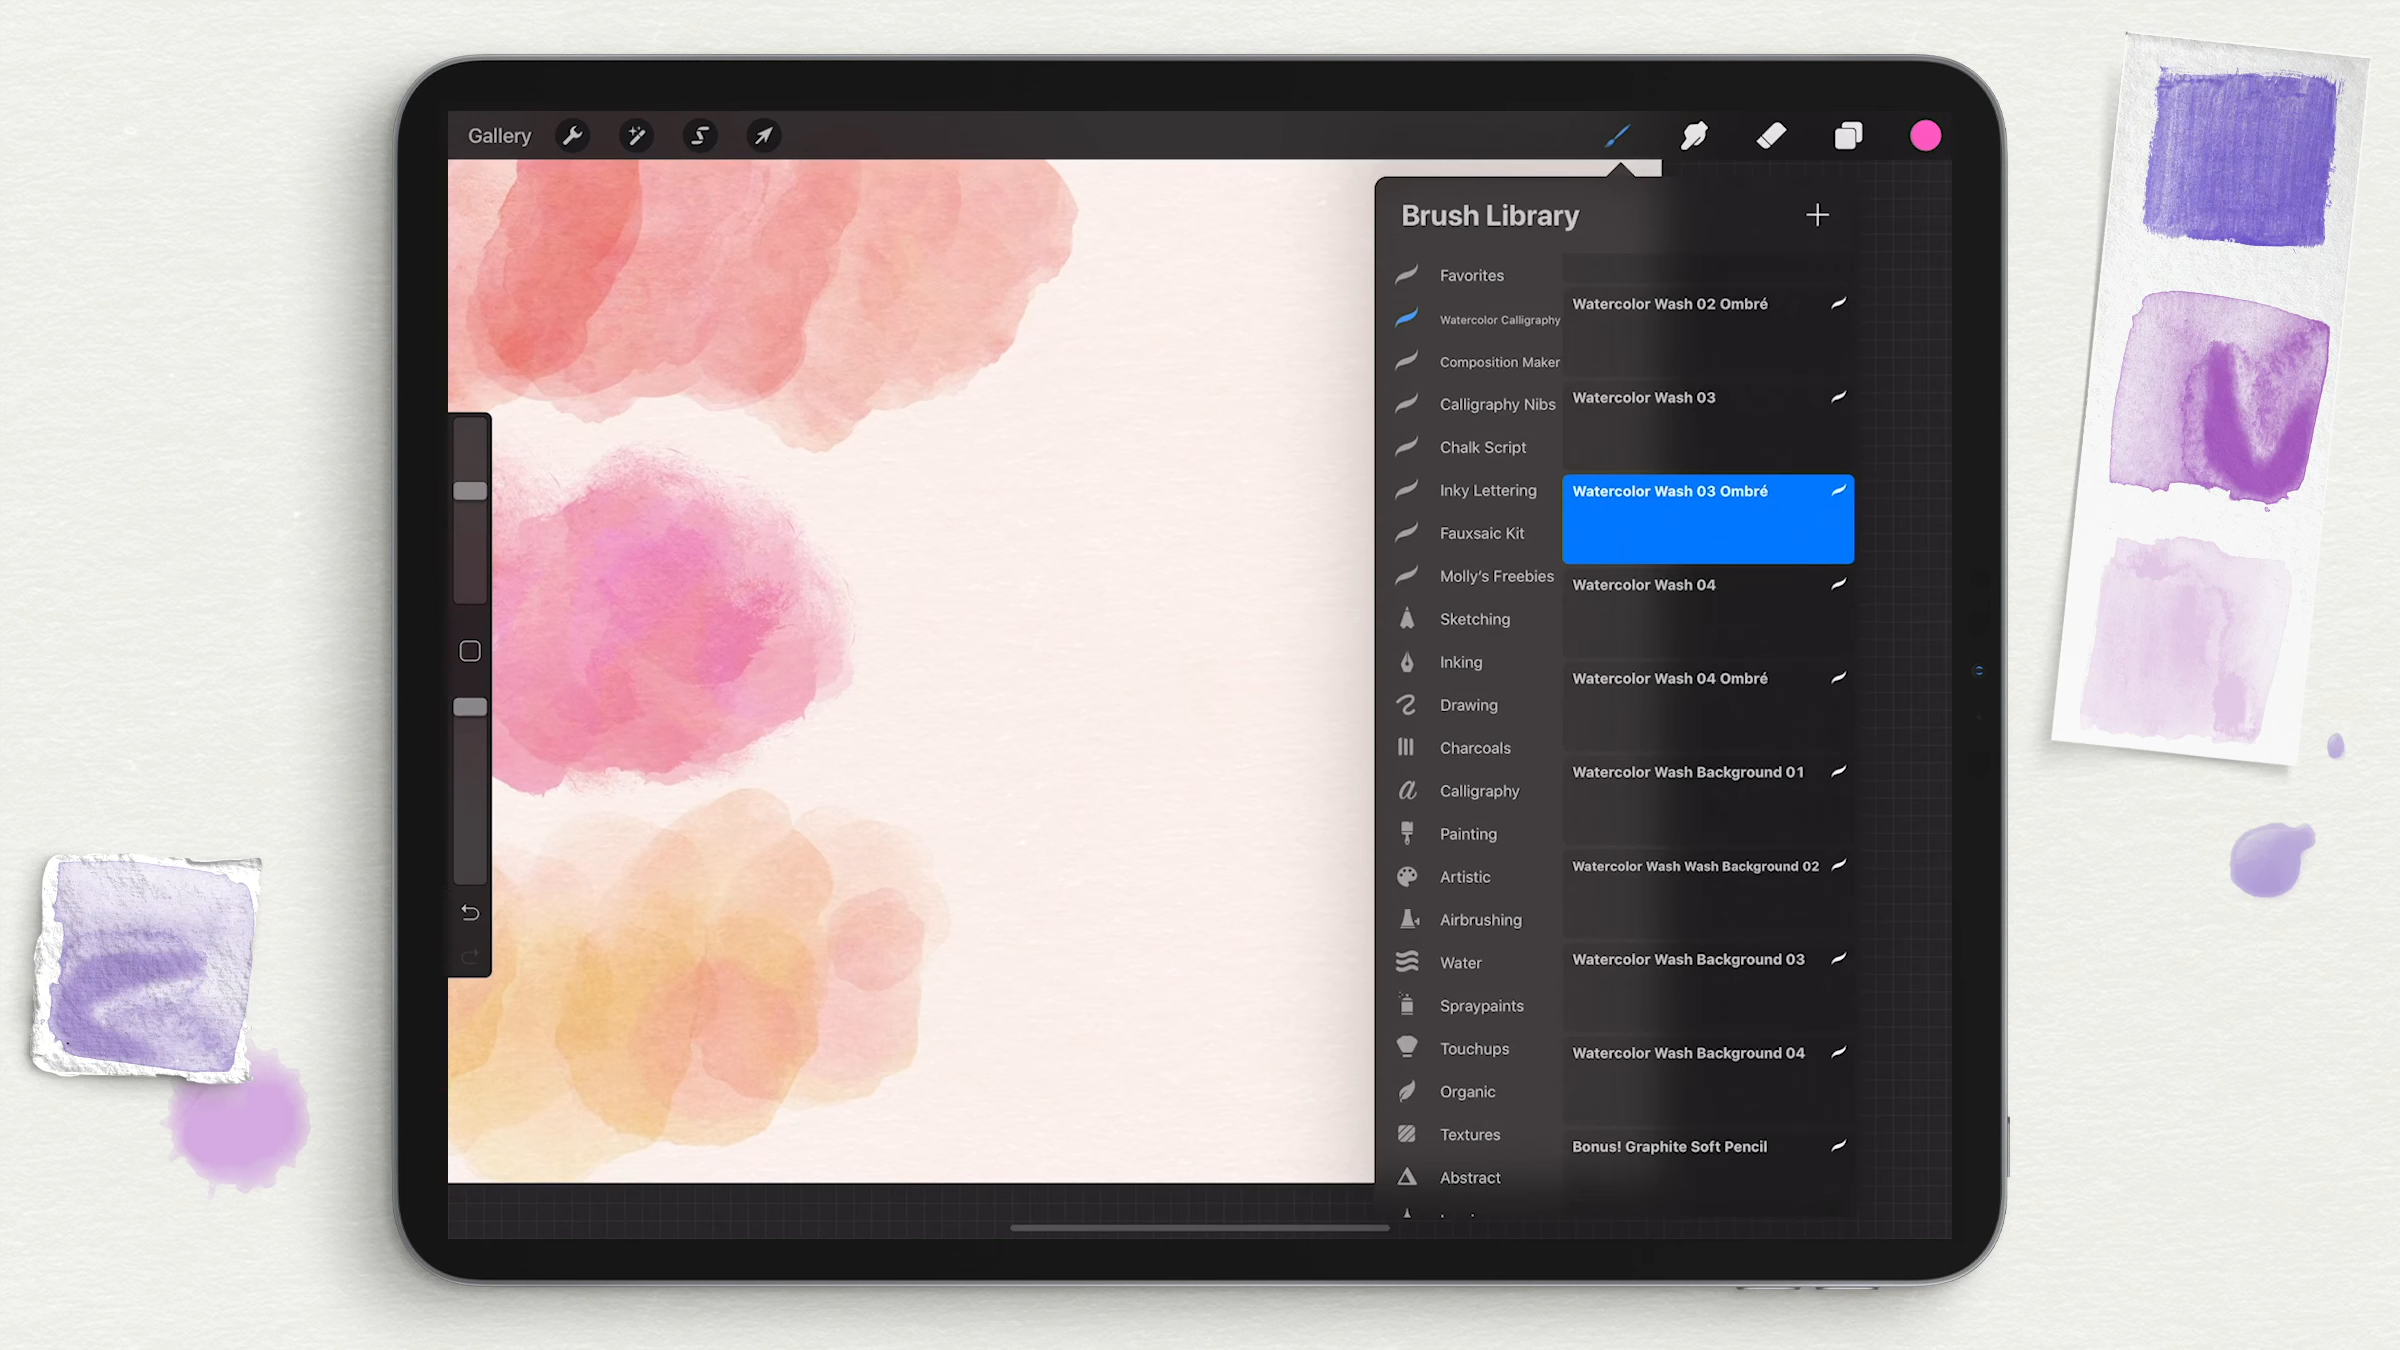 Gallery
Brush Library
Favorites
Watercolor Calligraphy
Composition Maker
Calligraphy Nibs
Chalk Script
Inky Lettering
Fauxsaic Kit
Molly's Freebies
Sketching
Inking
Drawing
Charcoals
Calligraphy
Painting
Artistic
Airbrushing
Water
Spraypaints
Touchups
Organic
Textures
Abstract
Watercolor Wash 02 Ombré
Watercolor Wash 03
Watercolor Wash 03 Ombré
Watercolor Wash 04
Watercolor Wash 04 Ombré
Watercolor Wash Background 01
Watercolor Wash Wash Background 02
Watercolor Wash Background 03
Watercolor Wash Background 04
Bonus! Graphite Soft Pencil